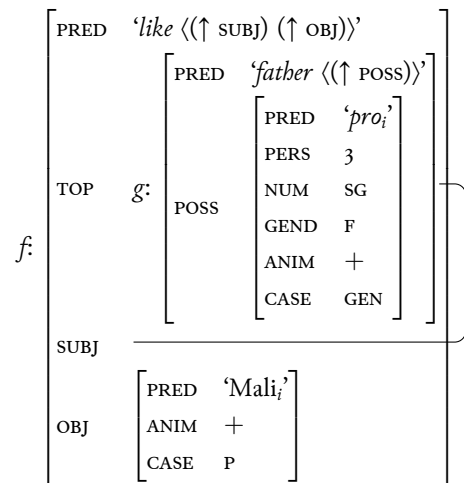 PRED ‘like ⟨(↑ SUBJ) (↑ OBJ)⟩’
PRED ‘father ⟨(↑ POSS)⟩’
PRED ‘proᵢ’
PERS 3
TOP g: NUM SG
POSS
GEND F
f:
ANIM +
CASE GEN
SUBJ
PRED ‘Maliᵢ’
OBJ ANIM +
CASE P